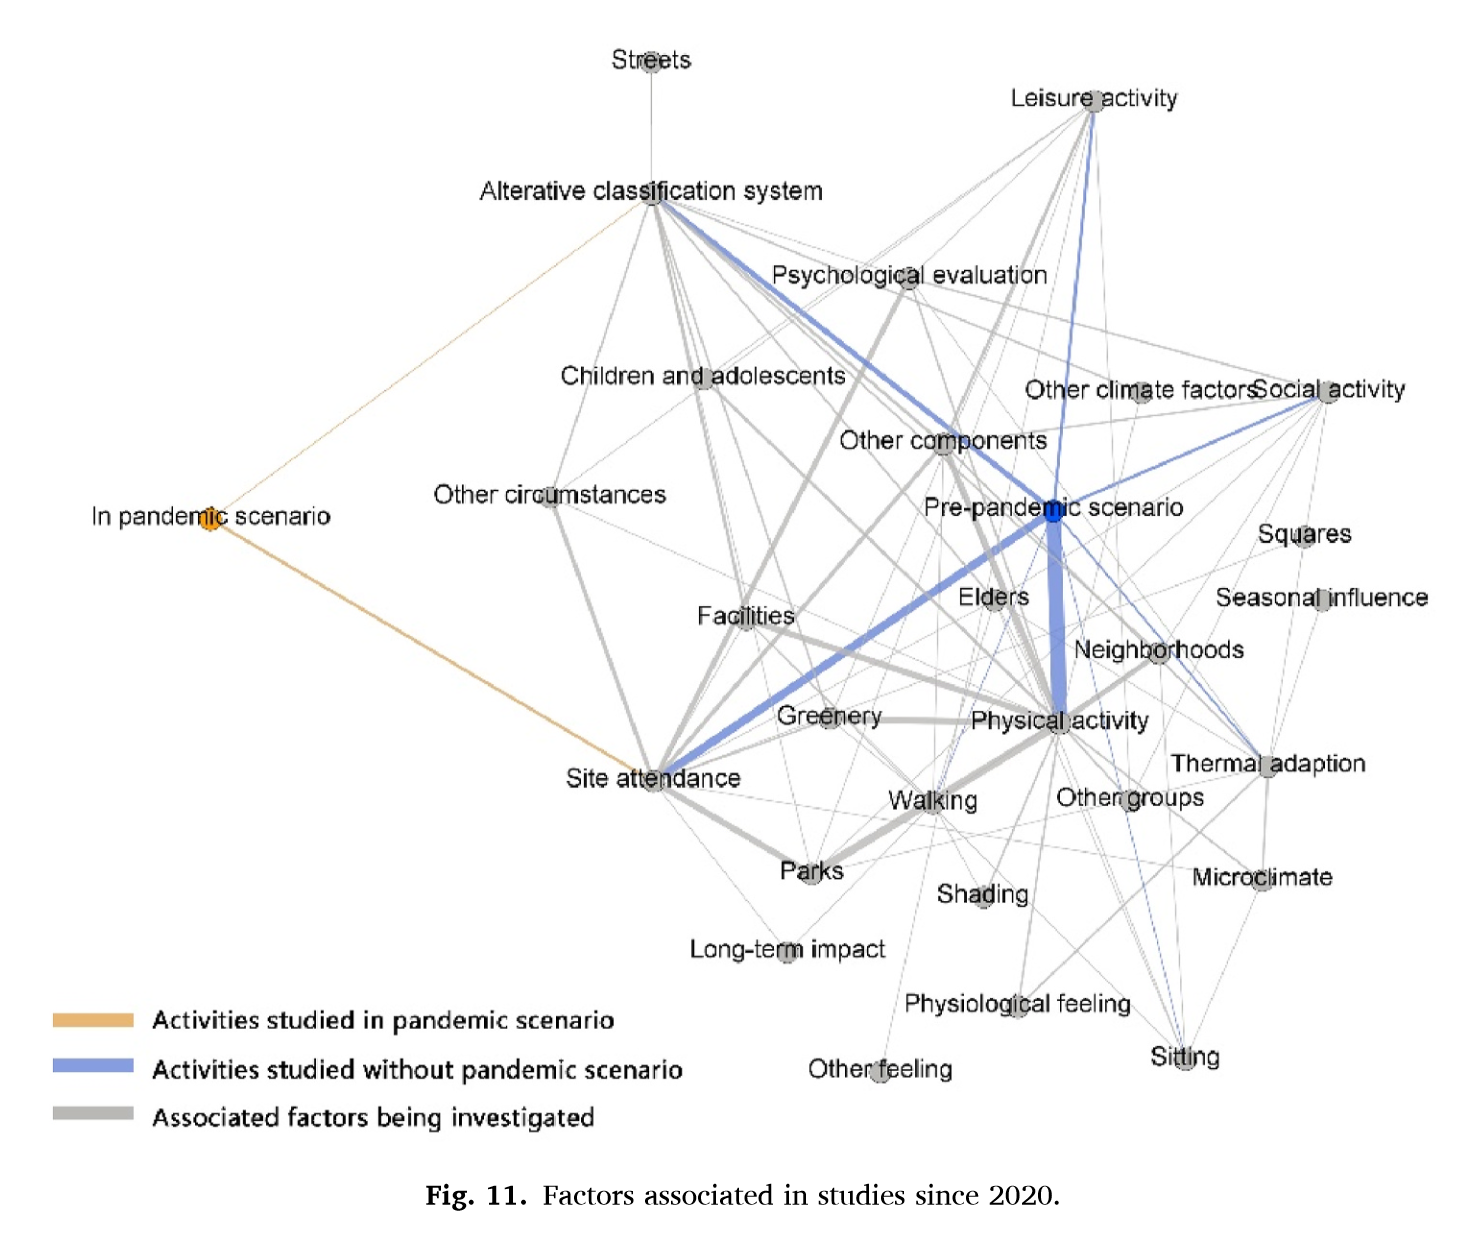 Streets
Leisure activity
Alterative classification system
Psychological evaluation
Children and adolescents
Other climate factors
Social activity
Other components
Other circumstances
Pre-pandemic scenario
In pandemic scenario
Squares
Elders
Seasonal influence
Facilities
Neighborhoods
Greenery
Physical activity
Thermal adaption
Site attendance
Walking
Other groups
Parks
Microclimate
Shading
Long-term impact
Physiological feeling
Sitting
Other feeling
Activities studied in pandemic scenario
Activities studied without pandemic scenario
Associated factors being investigated
Fig. 11. Factors associated in studies since 2020.